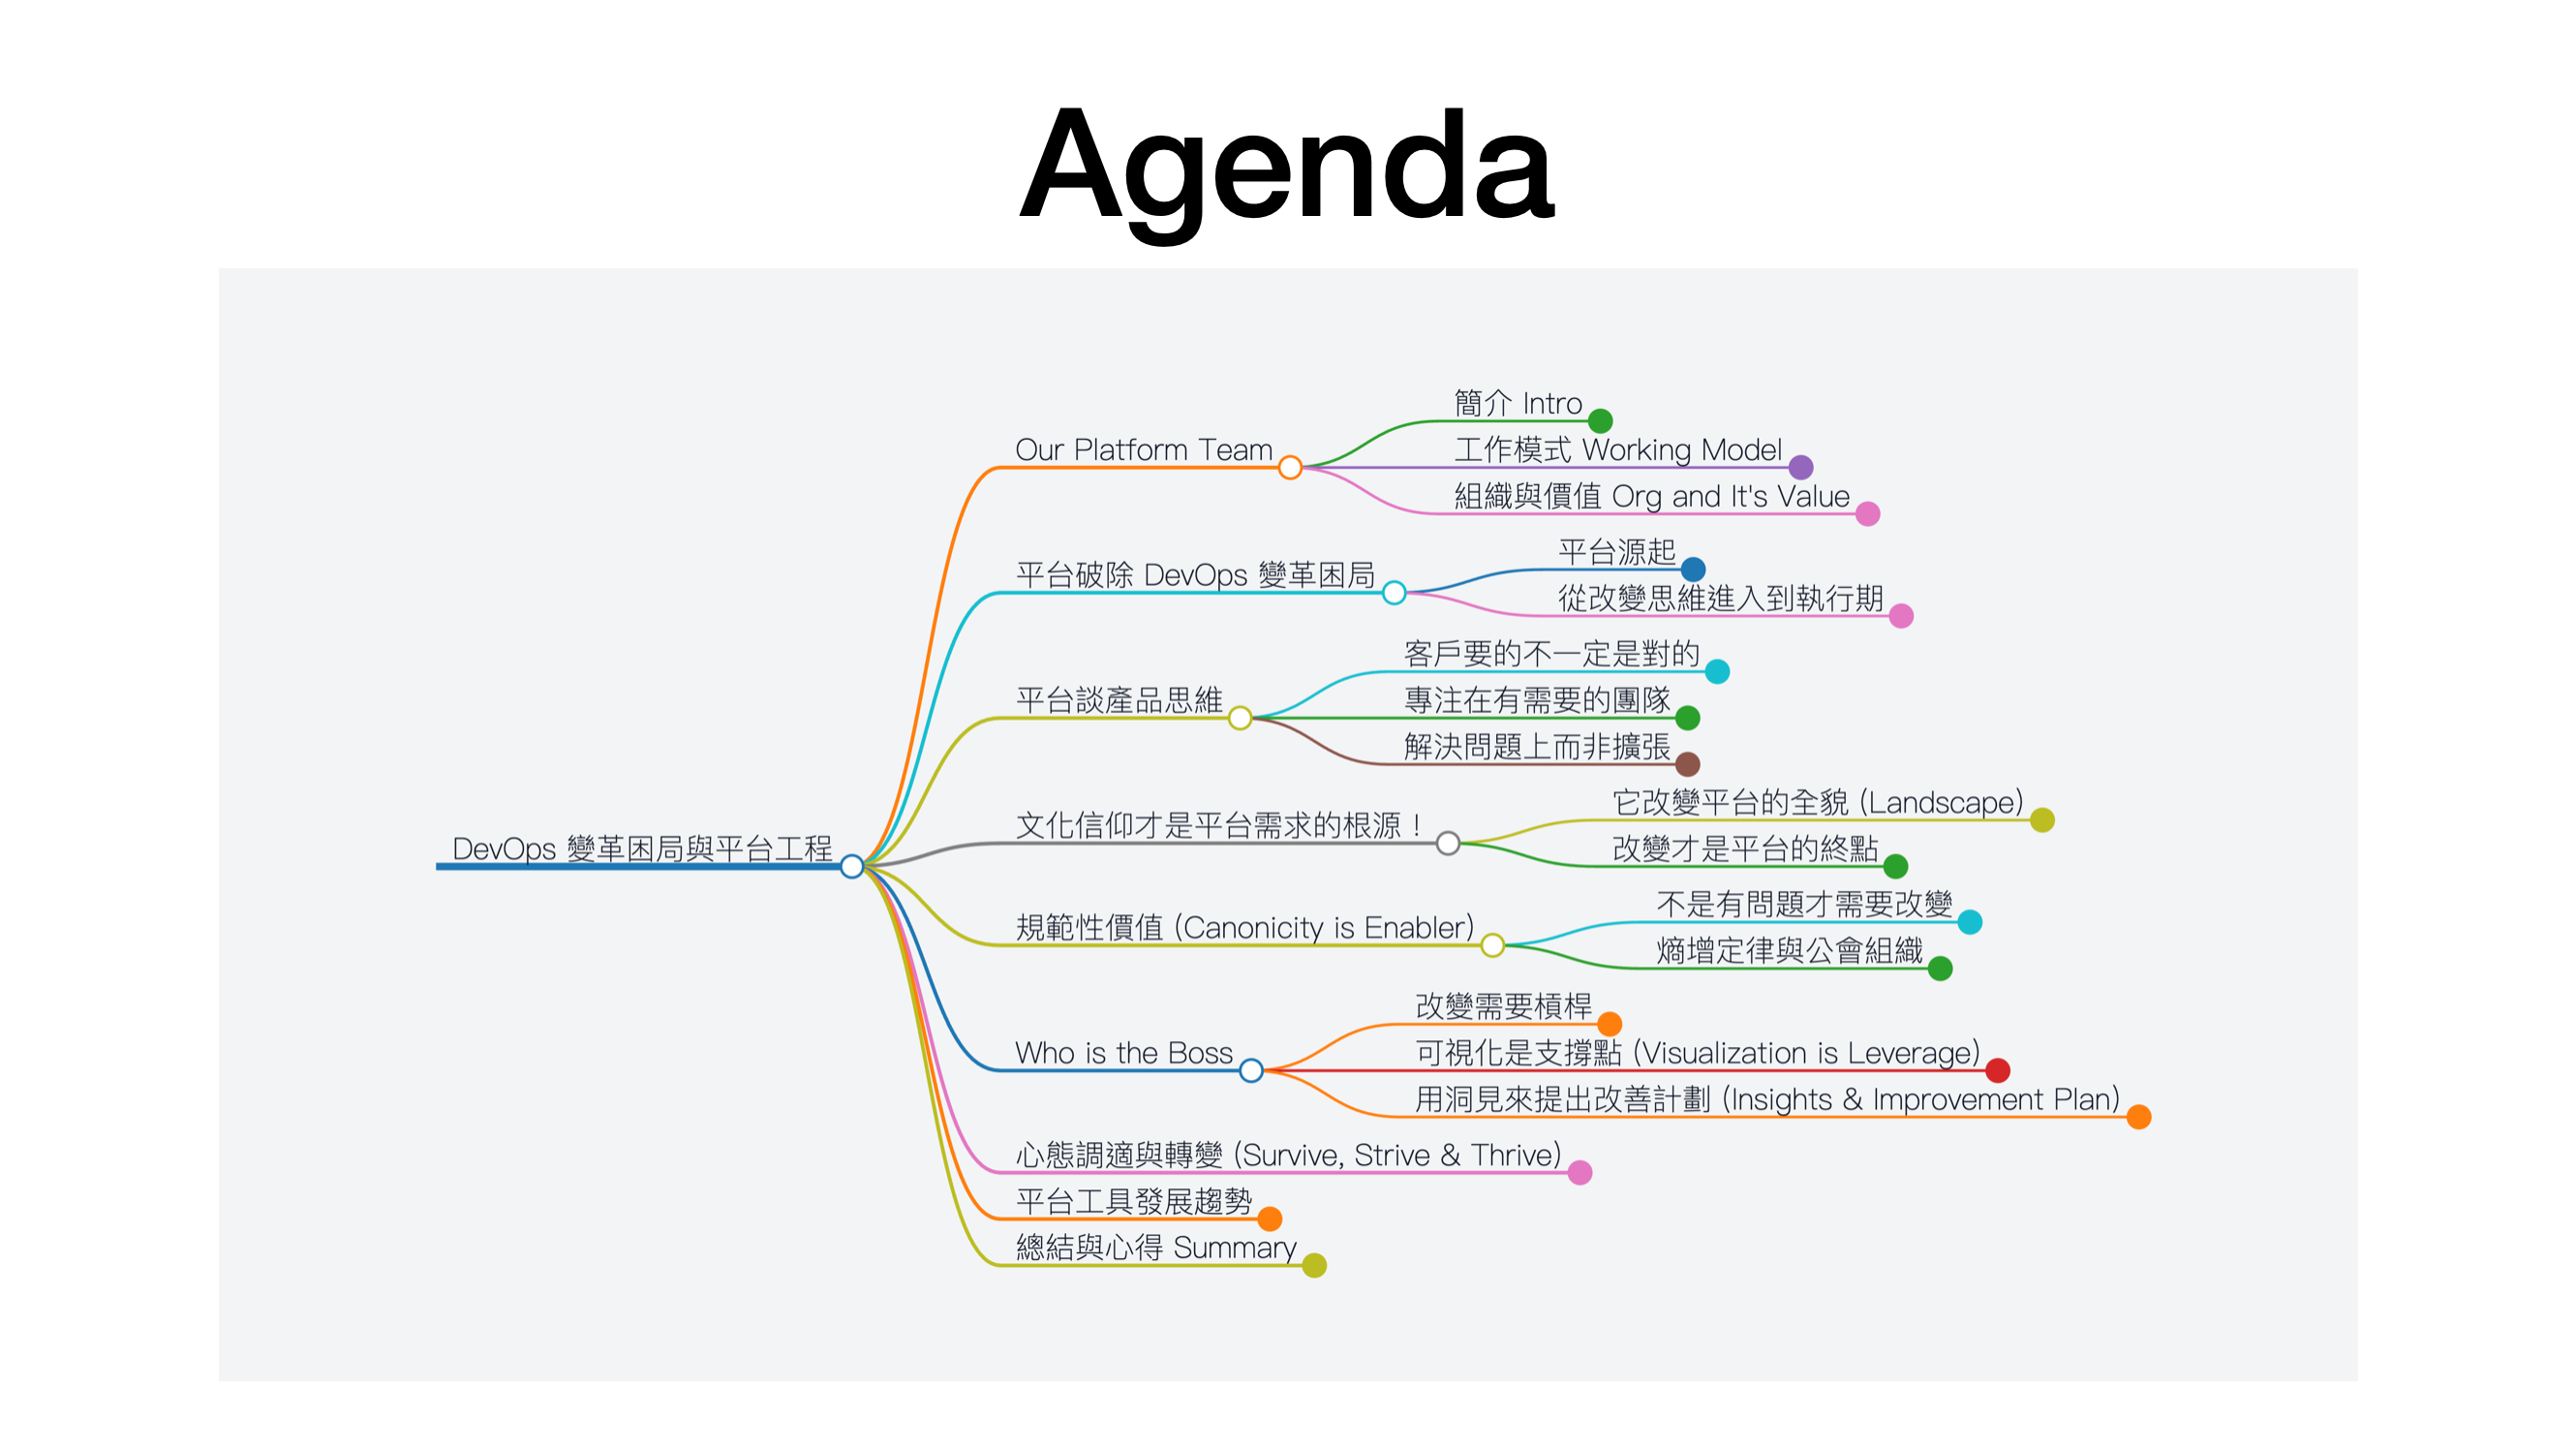 Agenda
DevOps 變革困局與平台工程
Our Platform Team
簡介 Intro
工作模式 Working Model
組織與價值 Org and It's Value
平台破除 DevOps 變革困局
平台源起
從改變思維進入到執行期
平台談產品思維
客戶要的不一定是對的
專注在有需要的團隊
解決問題上而非擴張
文化信仰才是平台需求的根源！
它改變平台的全貌 (Landscape)
改變才是平台的終點
規範性價值 (Canonicity is Enabler)
不是有問題才需要改變
熵增定律與公會組織
Who is the Boss
改變需要槓桿
可視化是支撐點 (Visualization is Leverage)
用洞見來提出改善計劃 (Insights & Improvement Plan)
心態調適與轉變 (Survive, Strive & Thrive)
平台工具發展趨勢
總結與心得 Summary